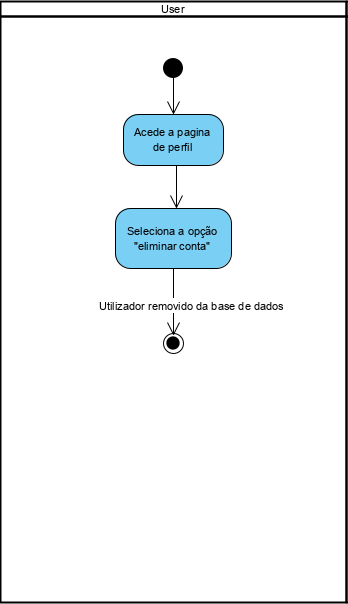 User
Acede a pagina
de perfil
Seleciona a opção
"eliminar conta"
Utilizador removido da base de dados